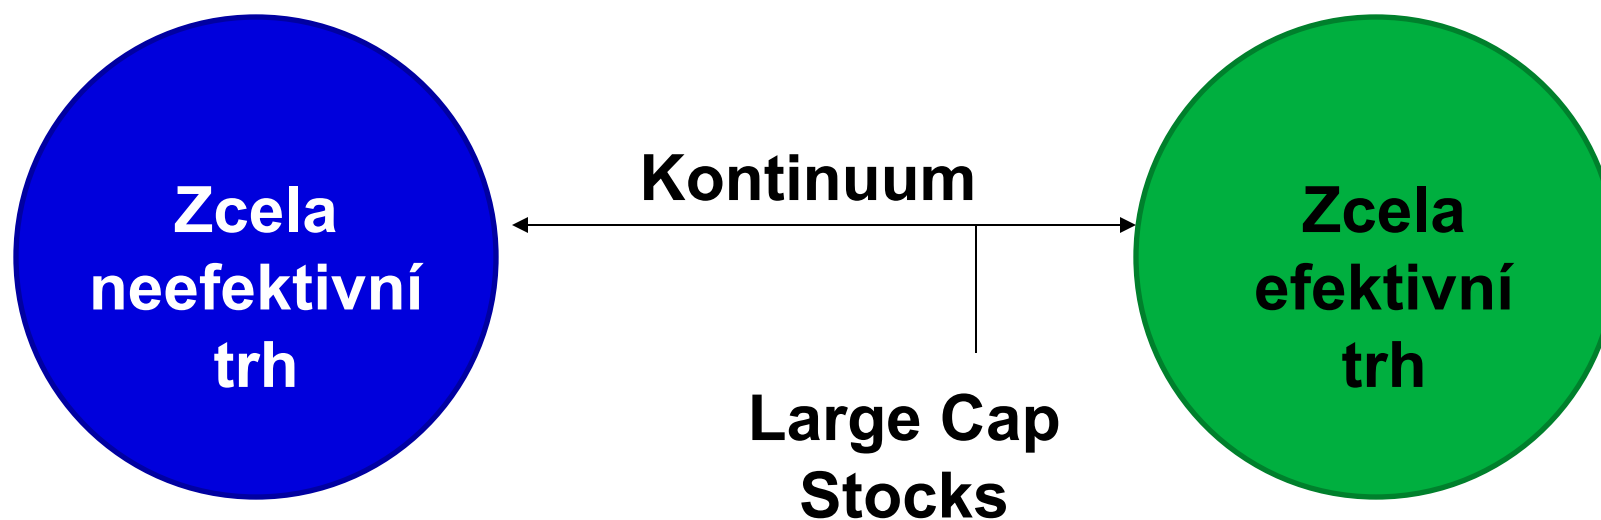 Zcela
neefektivní
trh
Kontinuum
Large Cap
Stocks
Zcela
efektivní
trh